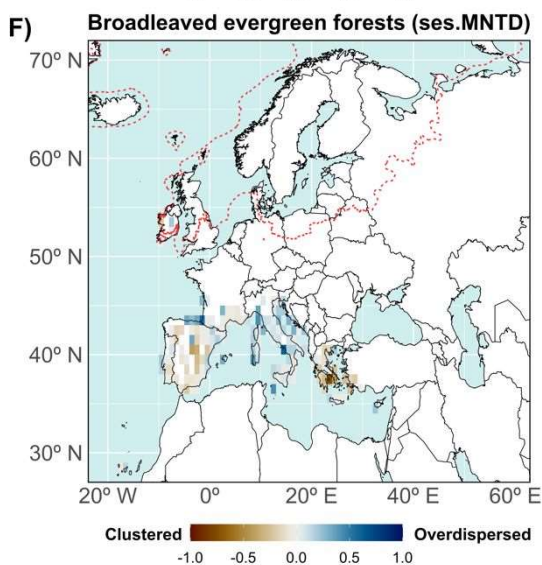 F)
Broadleaved evergreen forests (ses.MNTD)
70º N
60º N
50º N
40º N
30º N
20º W 0º 20º E 40º E 60º E
Clustered Overdispersed
-1.0 -0.5 0.0 0.5 1.0